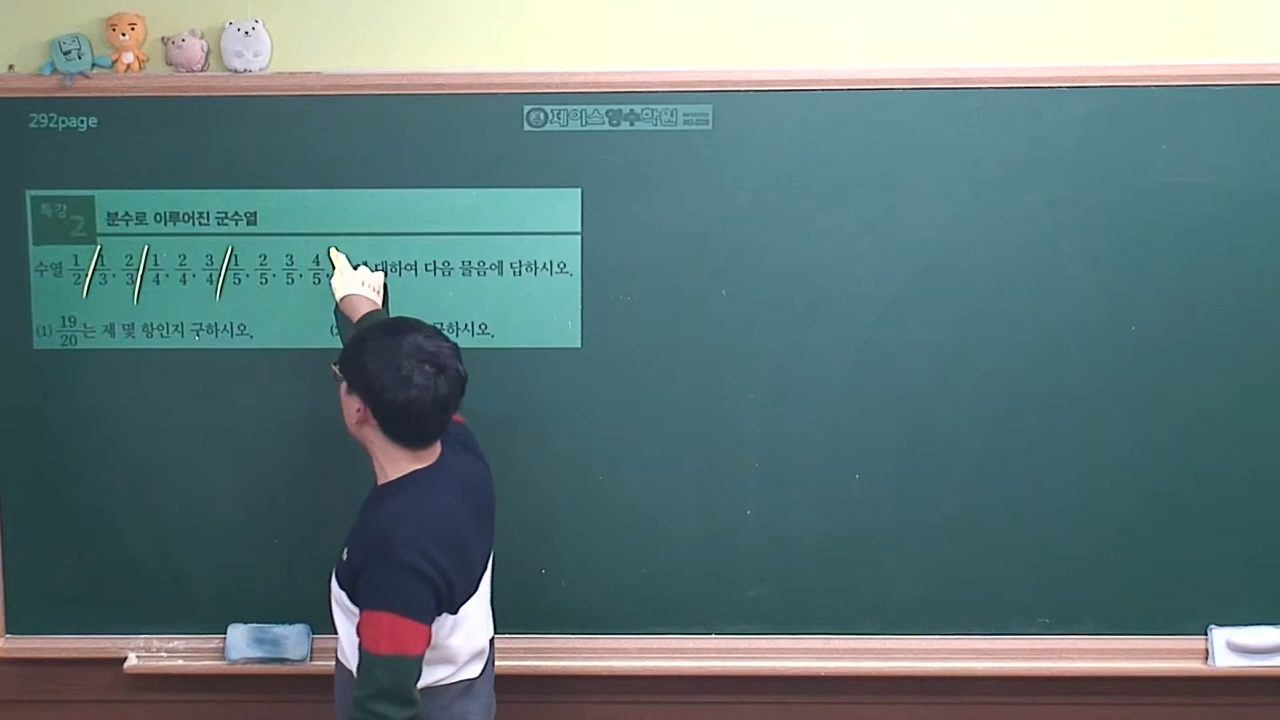 292page
제이스영수학원
특강 2 분수로 이루어진 군수열
수열 1/2, 1/3, 2/3, 1/4, 2/4, 3/4, 1/5, 2/5, 3/5, 4/5, 대하여 다음 물음에 답하시오.
(1) 19/20는 제 몇 항인지 구하시오. 구하시오.